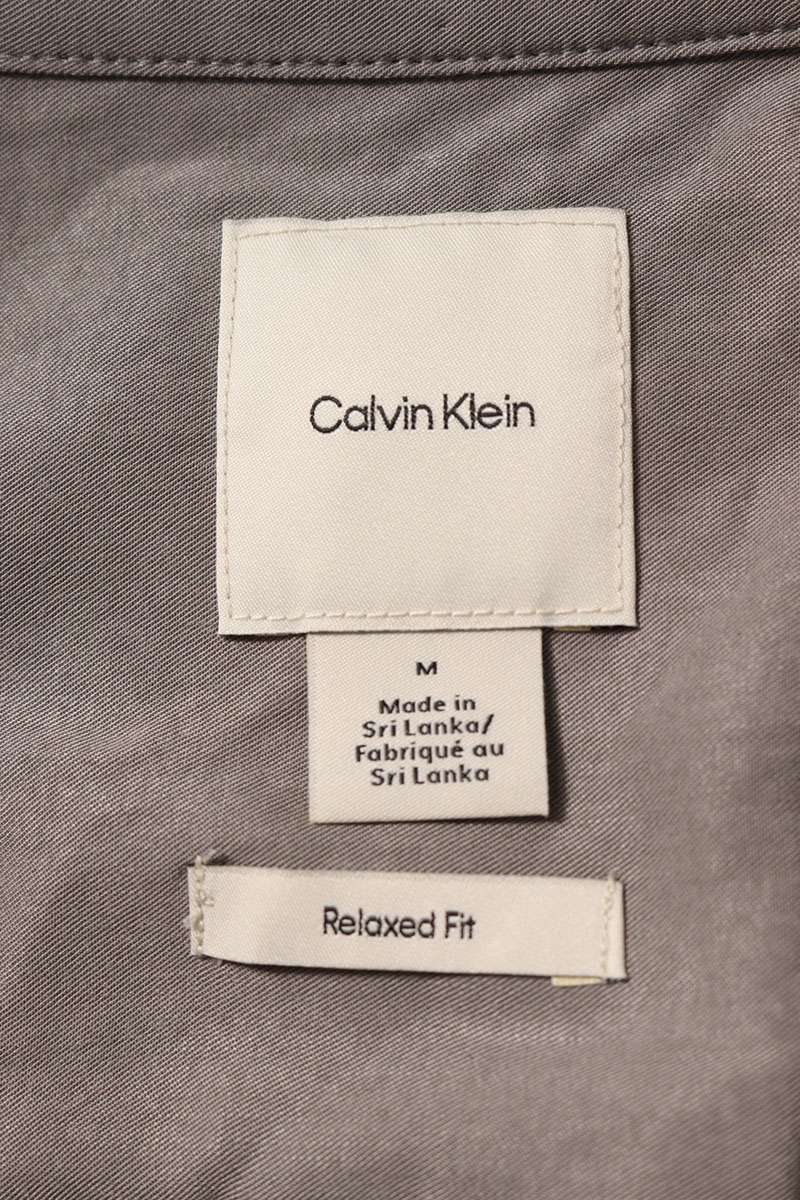 Calvin Klein
M
Made in
Sri Lanka/
Fabriqué au
Sri Lanka
Relaxed Fit